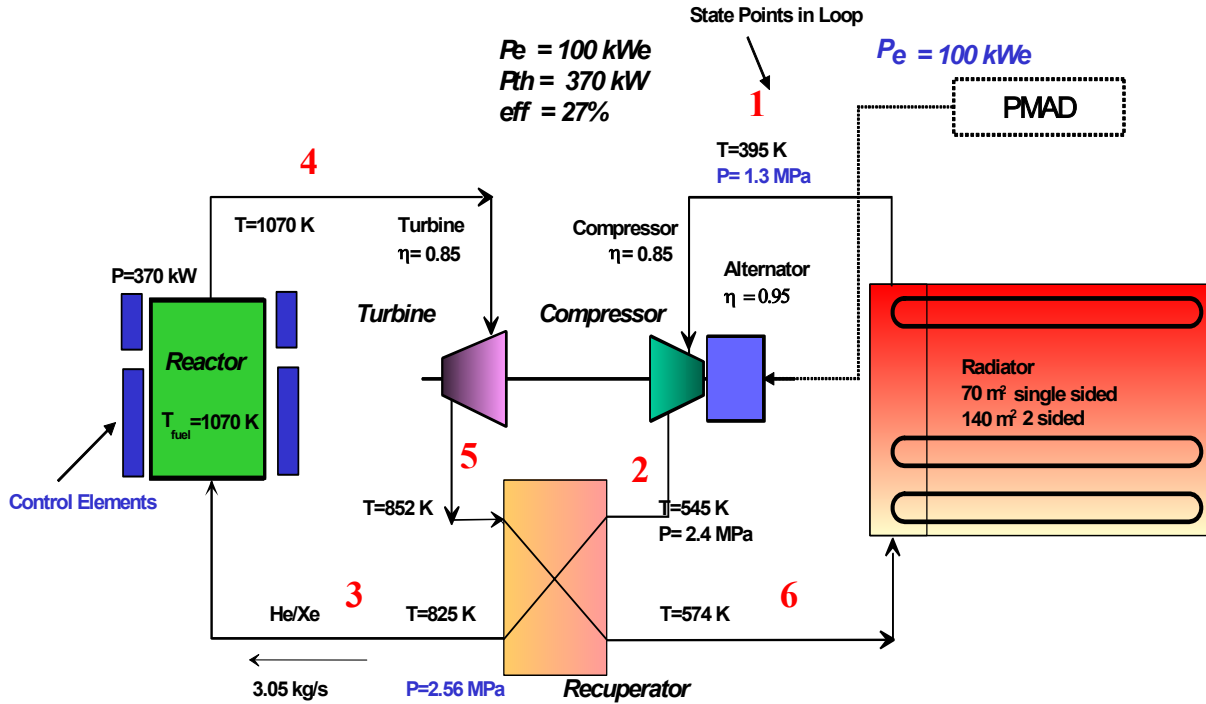 State Points in Loop
Pe = 100 kWe
Pth = 370 kW
eff = 27%
Pe = 100 kWe
PMAD
1
T=395 K
P= 1.3 MPa
4
T=1070 K
Turbine
η= 0.85
Compressor
η= 0.85
Alternator
η = 0.95
P=370 kW
Turbine
Compressor
Reactor
Tfuel=1070 K
Radiator
70 m² single sided
140 m² 2 sided
Control Elements
5
2
T=852 K
T=545 K
P= 2.4 MPa
3
He/Xe
T=825 K
T=574 K
6
3.05 kg/s
P=2.56 MPa
Recuperator